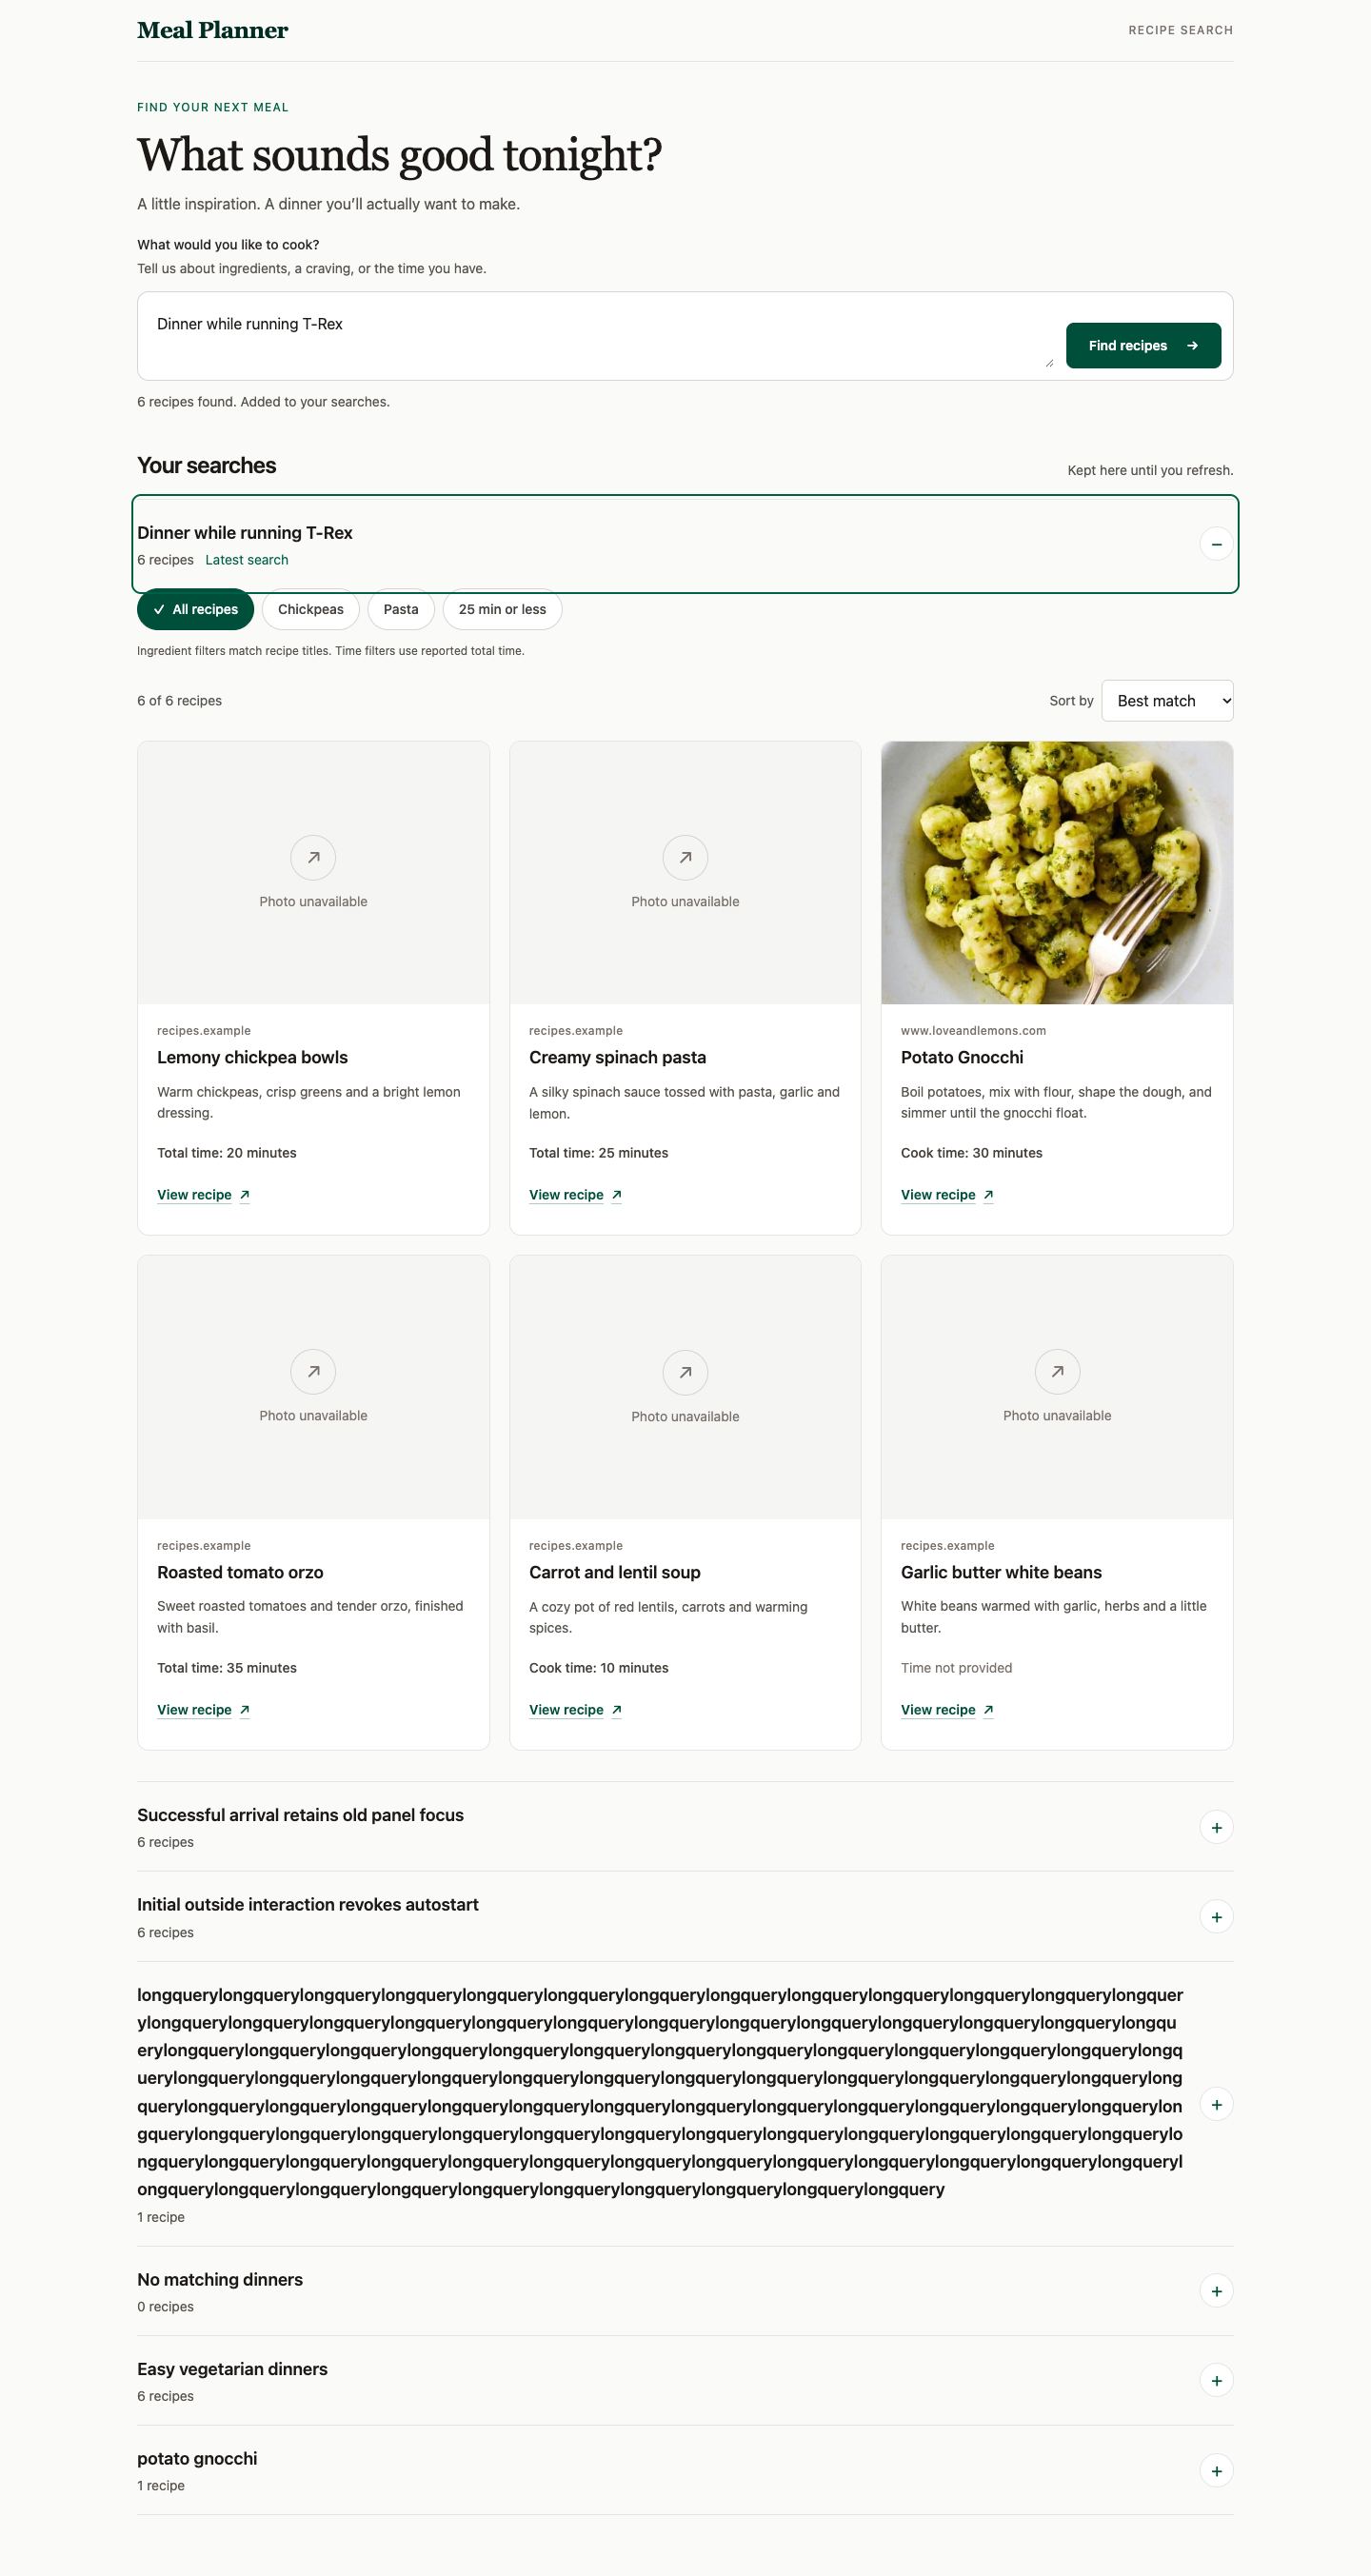 Meal Planner
RECIPE SEARCH
FIND YOUR NEXT MEAL
What sounds good tonight?
A little inspiration. A dinner you’ll actually want to make.
What would you like to cook?
Tell us about ingredients, a craving, or the time you have.
Dinner while running T-Rex
Find recipes →
6 recipes found. Added to your searches.
Your searches
Kept here until you refresh.
Dinner while running T-Rex
6 recipes Latest search
−
✓ All recipes
Chickpeas
Pasta
25 min or less
Ingredient filters match recipe titles. Time filters use reported total time.
6 of 6 recipes
Sort by Best match
↗
Photo unavailable
recipes.example
Lemony chickpea bowls
Warm chickpeas, crisp greens and a bright lemon
dressing.
Total time: 20 minutes
View recipe ↗
↗
Photo unavailable
recipes.example
Creamy spinach pasta
A silky spinach sauce tossed with pasta, garlic and
lemon.
Total time: 25 minutes
View recipe ↗
www.loveandlemons.com
Potato Gnocchi
Boil potatoes, mix with flour, shape the dough, and
simmer until the gnocchi float.
Cook time: 30 minutes
View recipe ↗
↗
Photo unavailable
recipes.example
Roasted tomato orzo
Sweet roasted tomatoes and tender orzo, finished
with basil.
Total time: 35 minutes
View recipe ↗
↗
Photo unavailable
recipes.example
Carrot and lentil soup
A cozy pot of red lentils, carrots and warming
spices.
Cook time: 10 minutes
View recipe ↗
↗
Photo unavailable
recipes.example
Garlic butter white beans
White beans warmed with garlic, herbs and a little
butter.
Time not provided
View recipe ↗
Successful arrival retains old panel focus
6 recipes
+
Initial outside interaction revokes autostart
6 recipes
+
longquerylongquerylongquerylongquerylongquerylongquerylongquerylongquerylongquerylongquerylongquerylongquerylongquer
ylongquerylongquerylongquerylongquerylongquerylongquerylongquerylongquerylongquerylongquerylongquerylongquerylongqu
erylongquerylongquerylongquerylongquerylongquerylongquerylongquerylongquerylongquerylongquerylongquerylongquerylongq
uerylongquerylongquerylongquerylongquerylongquerylongquerylongquerylongquerylongquerylongquerylongquerylongquerylong
querylongquerylongquerylongquerylongquerylongquerylongquerylongquerylongquerylongquerylongquerylongquerylongquerylon
gquerylongquerylongquerylongquerylongquerylongquerylongquerylongquerylongquerylongquerylongquerylongquerylongquerylo
ngquerylongquerylongquerylongquerylongquerylongquerylongquerylongquerylongquerylongquerylongquerylongquerylongqueryl
ongquerylongquerylongquerylongquerylongquerylongquerylongquerylongquerylongquerylongquery
1 recipe
+
No matching dinners
0 recipes
+
Easy vegetarian dinners
6 recipes
+
potato gnocchi
1 recipe
+